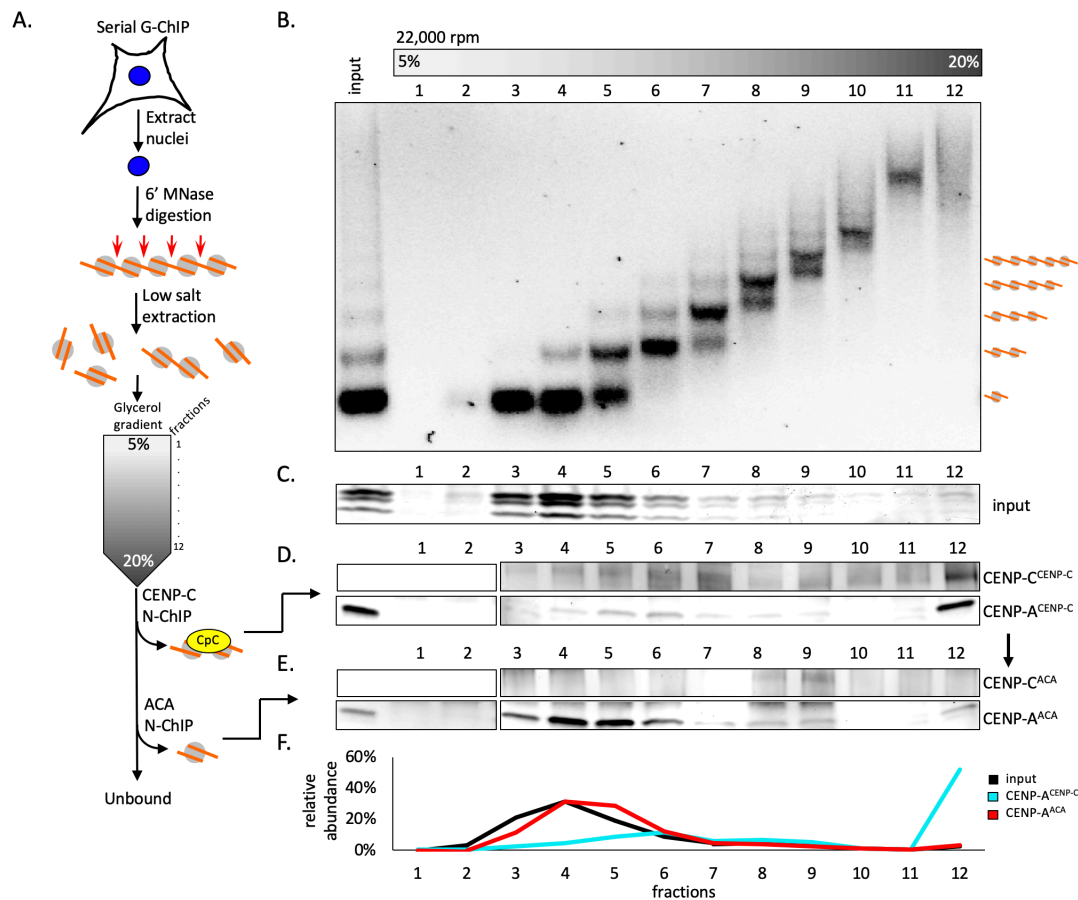 A.
Serial G-ChIP
Extract
nuclei
6’ MNase
digestion
Low salt
extraction
Glycerol
gradient
fractions
5%
1
.
.
.
.
.
12
20%
CENP-C
N-ChIP
CpC
ACA
N-ChIP
Unbound
B.
22,000 rpm
input
5%
20%
1 2 3 4 5 6 7 8 9 10 11 12
C.
1 2 3 4 5 6 7 8 9 10 11 12
input
D.
1 2 3 4 5 6 7 8 9 10 11 12
CENP-C^CENP-C
CENP-A^CENP-C
E.
1 2 3 4 5 6 7 8 9 10 11 12
CENP-C^ACA
CENP-A^ACA
F.
relative
abundance
60%
40%
20%
0%
1 2 3 4 5 6 7 8 9 10 11 12
fractions
input
CENP-A^CENP-C
CENP-A^ACA